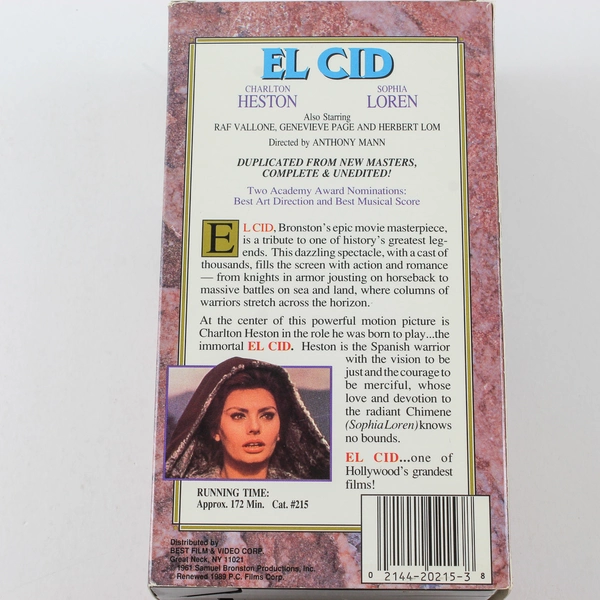 EL CID
CHARLTON
HESTON
SOPHIA
LOREN
Also Starring
RAF VALLONE, GENEVIEVE PAGE AND HERBERT LOM
Directed by ANTHONY MANN
DUPLICATED FROM NEW MASTERS,
COMPLETE & UNEDITED!
Two Academy Award Nominations:
Best Art Direction and Best Musical Score
EL CID, Bronston's epic movie masterpiece,
is a tribute to one of history's greatest leg-
ends. This dazzling spectacle, with a cast of
thousands, fills the screen with action and romance
— from knights in armor jousting on horseback to
massive battles on sea and land, where columns of
warriors stretch across the horizon.
At the center of this powerful motion picture is
Charlton Heston in the role he was born to play...the
immortal EL CID. Heston is the Spanish warrior
with the vision to be
just and the courage to
be merciful, whose
love and devotion to
the radiant Chimene
(Sophia Loren) knows
no bounds.
EL CID...one of
Hollywood's grandest
films!
RUNNING TIME:
Approx. 172 Min. Cat. #215
Distributed by
BEST FILM & VIDEO CORP.
Great Neck, NY 11021
© 1961 Samuel Bronston Productions, Inc.
© Renewed 1989 P.C. Films Corp.
0 2144-20215-3 8